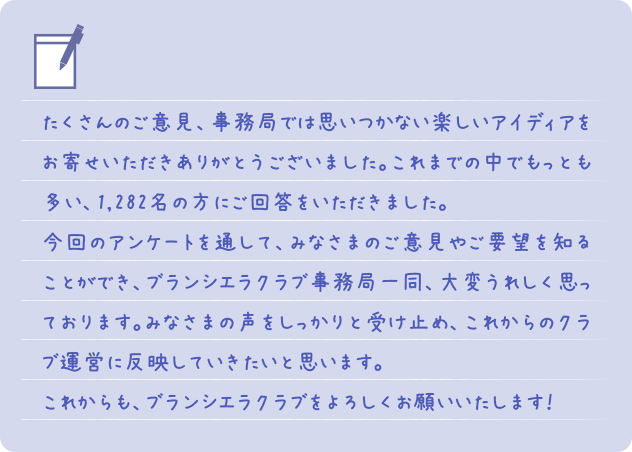 たくさんのご意見、事務局では思いつかない楽しいアイディアを
お寄せいただきありがとうございました。これまでの中でもっとも
多い、1,282名の方にご回答をいただきました。
今回のアンケートを通して、みなさまのご意見やご要望を知る
ことができ、ブランシエラクラブ事務局一同、大変うれしく思っ
ております。みなさまの声をしっかりと受け止め、これからのクラ
ブ運営に反映していきたいと思います。
これからも、ブランシエラクラブをよろしくお願いいたします!